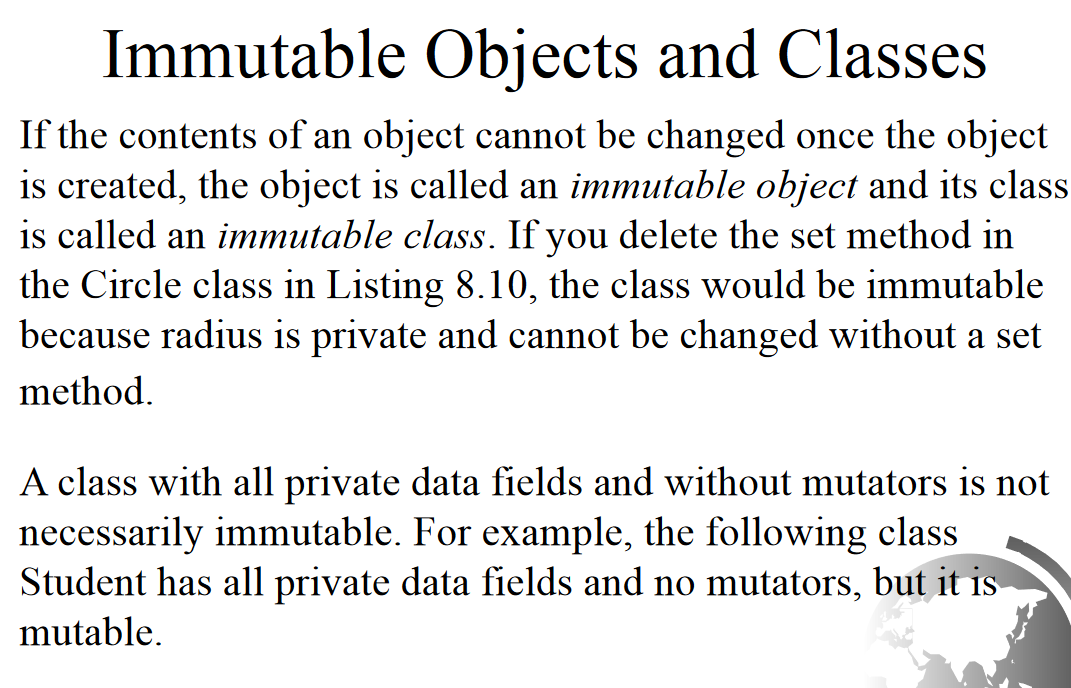 Immutable Objects and Classes
If the contents of an object cannot be changed once the object
is created, the object is called an immutable object and its class
is called an immutable class. If you delete the set method in
the Circle class in Listing 8.10, the class would be immutable
because radius is private and cannot be changed without a set
method.
A class with all private data fields and without mutators is not
necessarily immutable. For example, the following class
Student has all private data fields and no mutators, but it is
mutable.